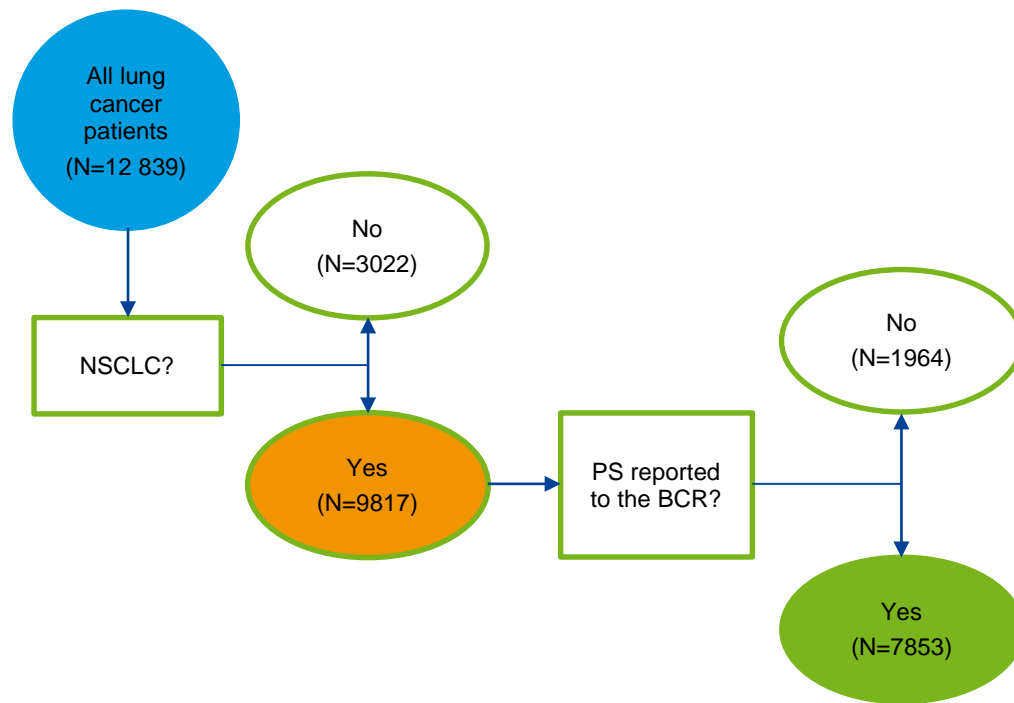 All lung
cancer
patients
(N=12 839)
NSCLC?
No
(N=3022)
Yes
(N=9817)
PS reported
to the BCR?
No
(N=1964)
Yes
(N=7853)